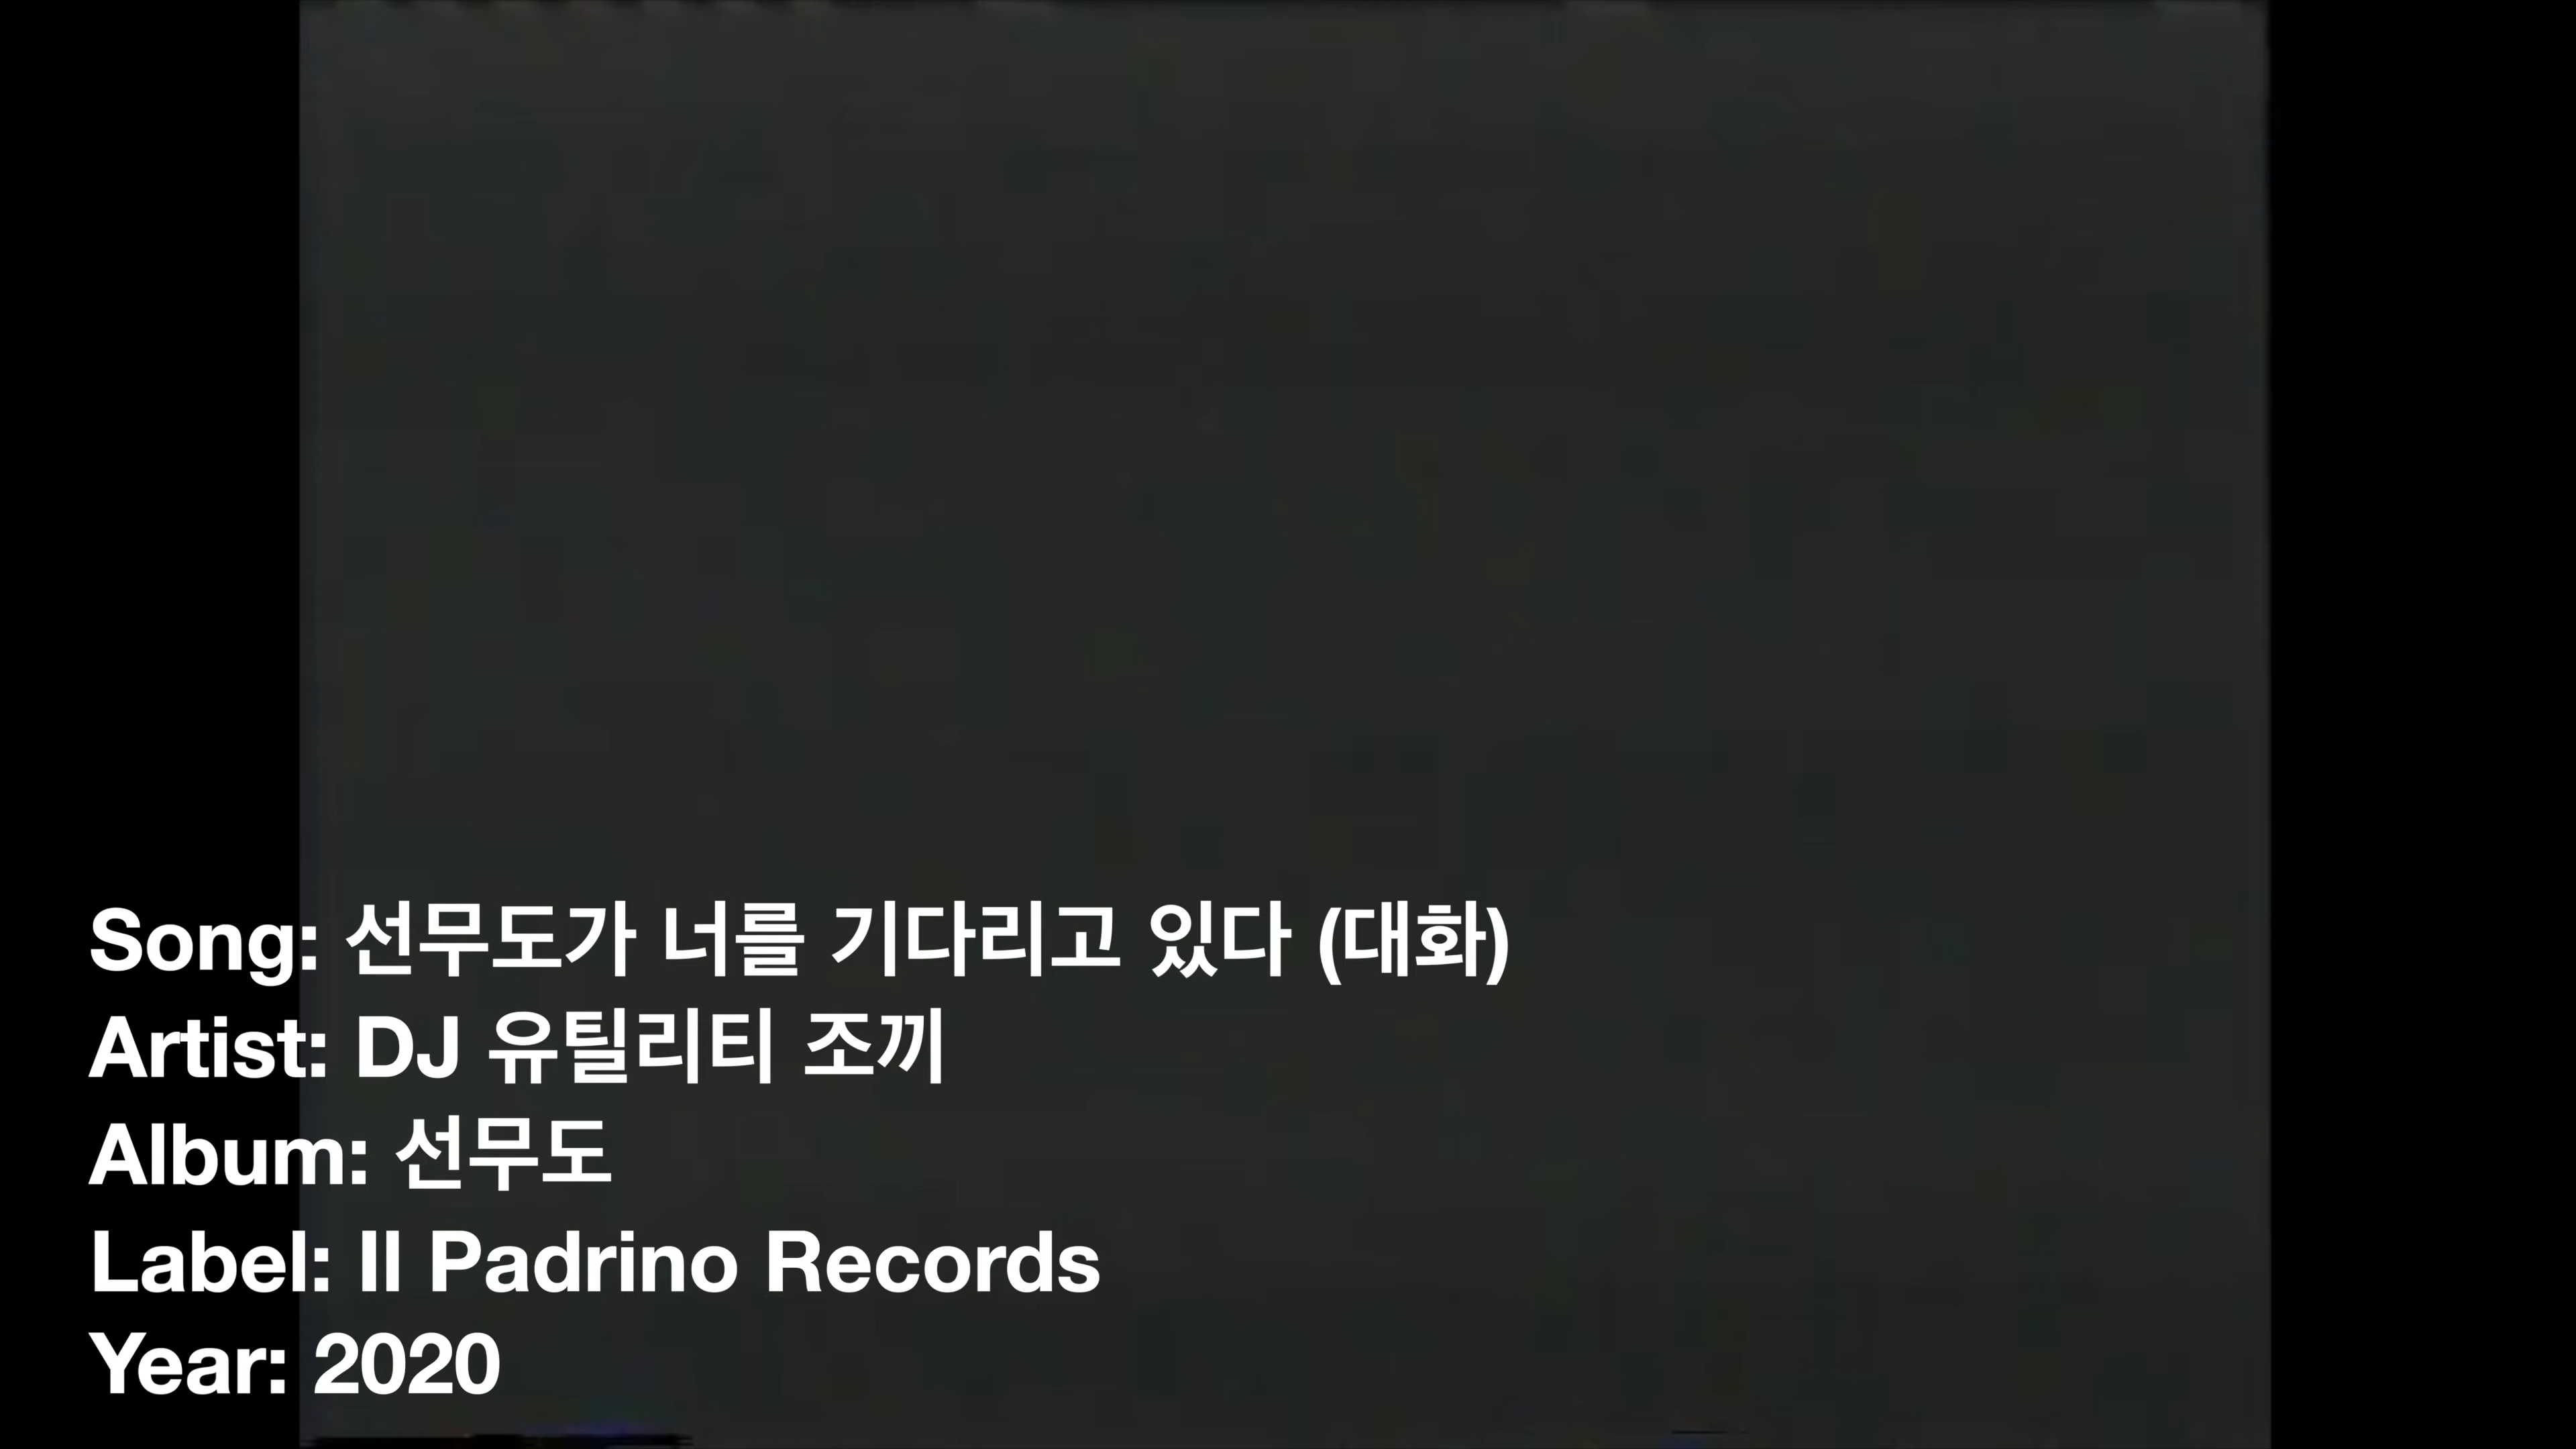 Song: 선무도가 너를 기다리고 있다 (대화)
Artist: DJ 유틸리티 조끼
Album: 선무도
Label: Il Padrino Records
Year: 2020